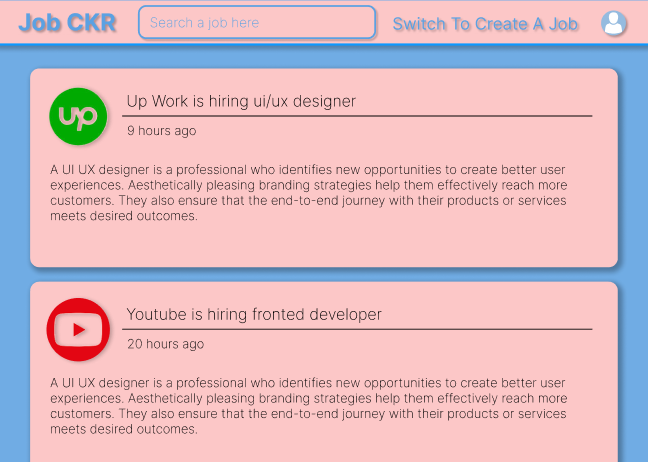 Job CKR
Search a job here
Switch To Create A Job
up
Up Work is hiring ui/ux designer
9 hours ago
A UI UX designer is a professional who identifies new opportunities to create better user
experiences. Aesthetically pleasing branding strategies help them effectively reach more
customers. They also ensure that the end-to-end journey with their products or services
meets desired outcomes.
Youtube is hiring fronted developer
20 hours ago
A UI UX designer is a professional who identifies new opportunities to create better user
experiences. Aesthetically pleasing branding strategies help them effectively reach more
customers. They also ensure that the end-to-end journey with their products or services
meets desired outcomes.